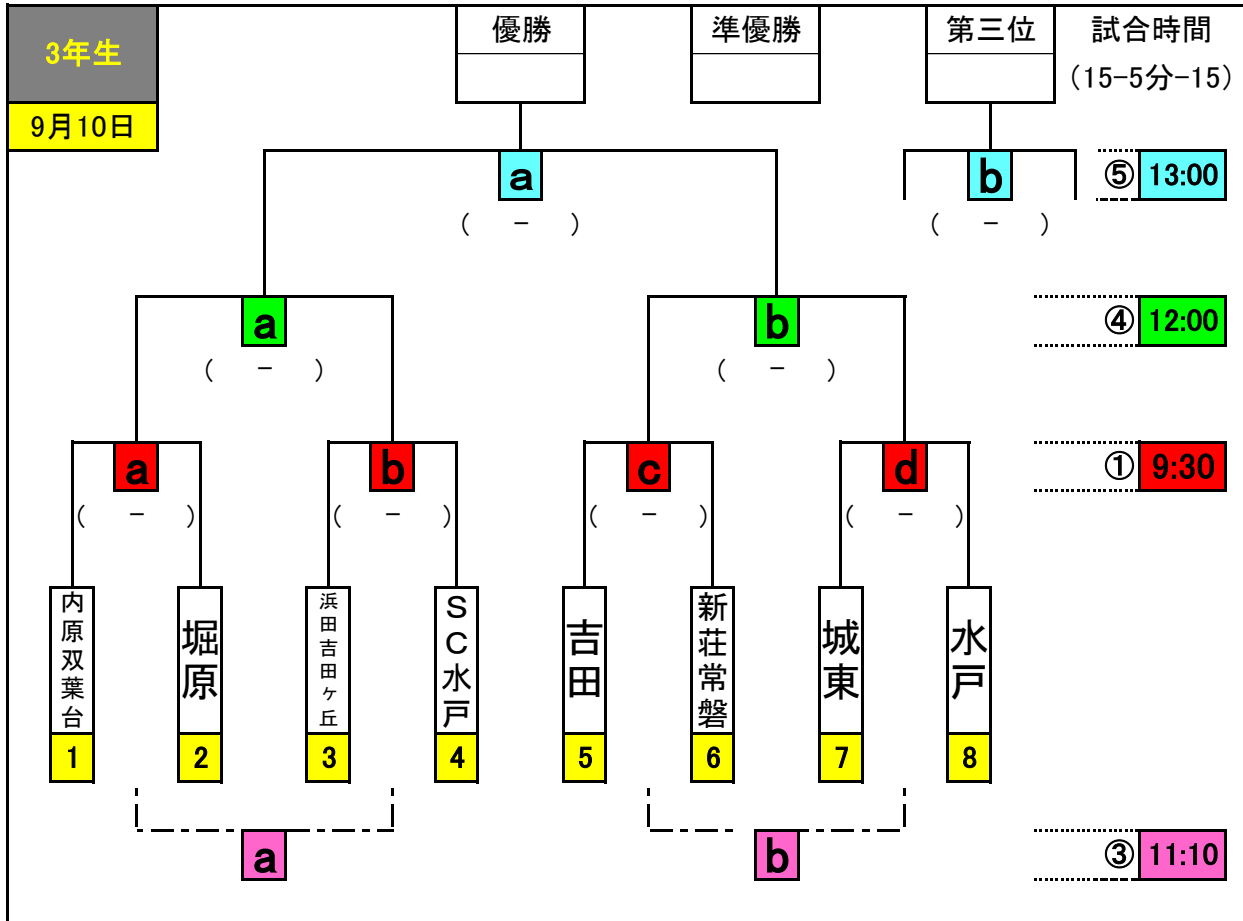 3年生
9月10日
優勝
準優勝
第三位
試合時間
(15-5分-15)
a
b
⑤ 13:00
( - )
( - )
a
b
④ 12:00
( - )
( - )
a
b
c
d
① 9:30
( - )
( - )
( - )
( - )
内原双葉台
堀原
浜田吉田ヶ丘
SC水戸
吉田
新荘常磐
城東
水戸
1
2
3
4
5
6
7
8
a
b
③ 11:10